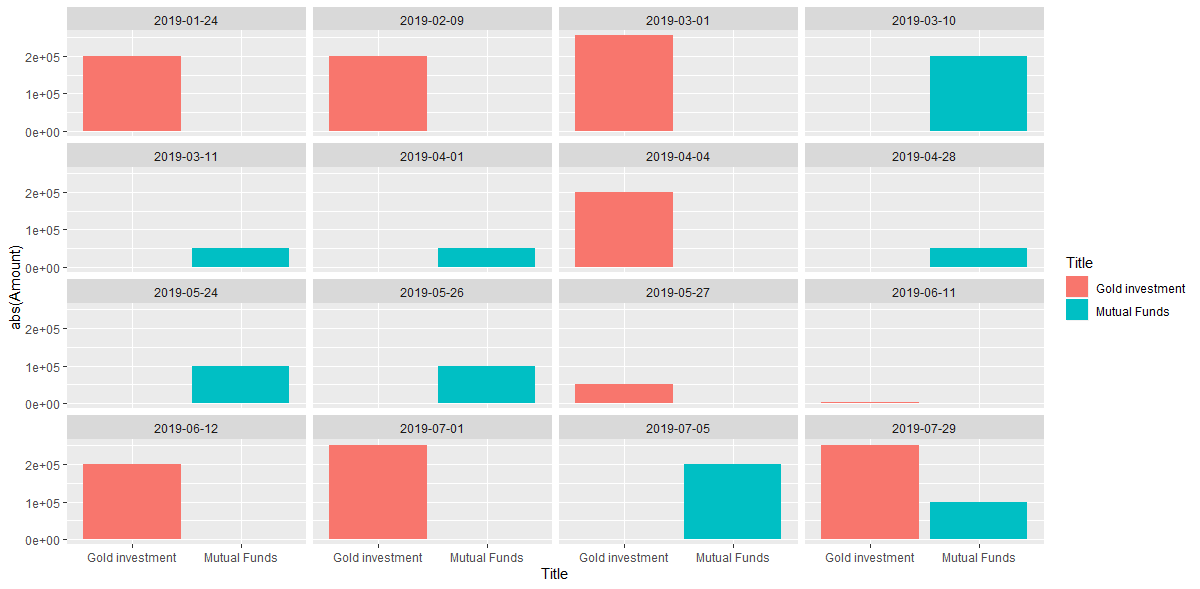 2019-01-24 2019-02-09 2019-03-01 2019-03-10
2e+05
1e+05
0e+00
2019-03-11 2019-04-01 2019-04-04 2019-04-28
2e+05
1e+05
0e+00
abs(Amount)
2019-05-24 2019-05-26 2019-05-27 2019-06-11
2e+05
1e+05
0e+00
2019-06-12 2019-07-01 2019-07-05 2019-07-29
2e+05
1e+05
0e+00
Gold investment Mutual Funds Gold investment Mutual Funds Gold investment Mutual Funds Gold investment Mutual Funds
Title
Title
Gold investment
Mutual Funds